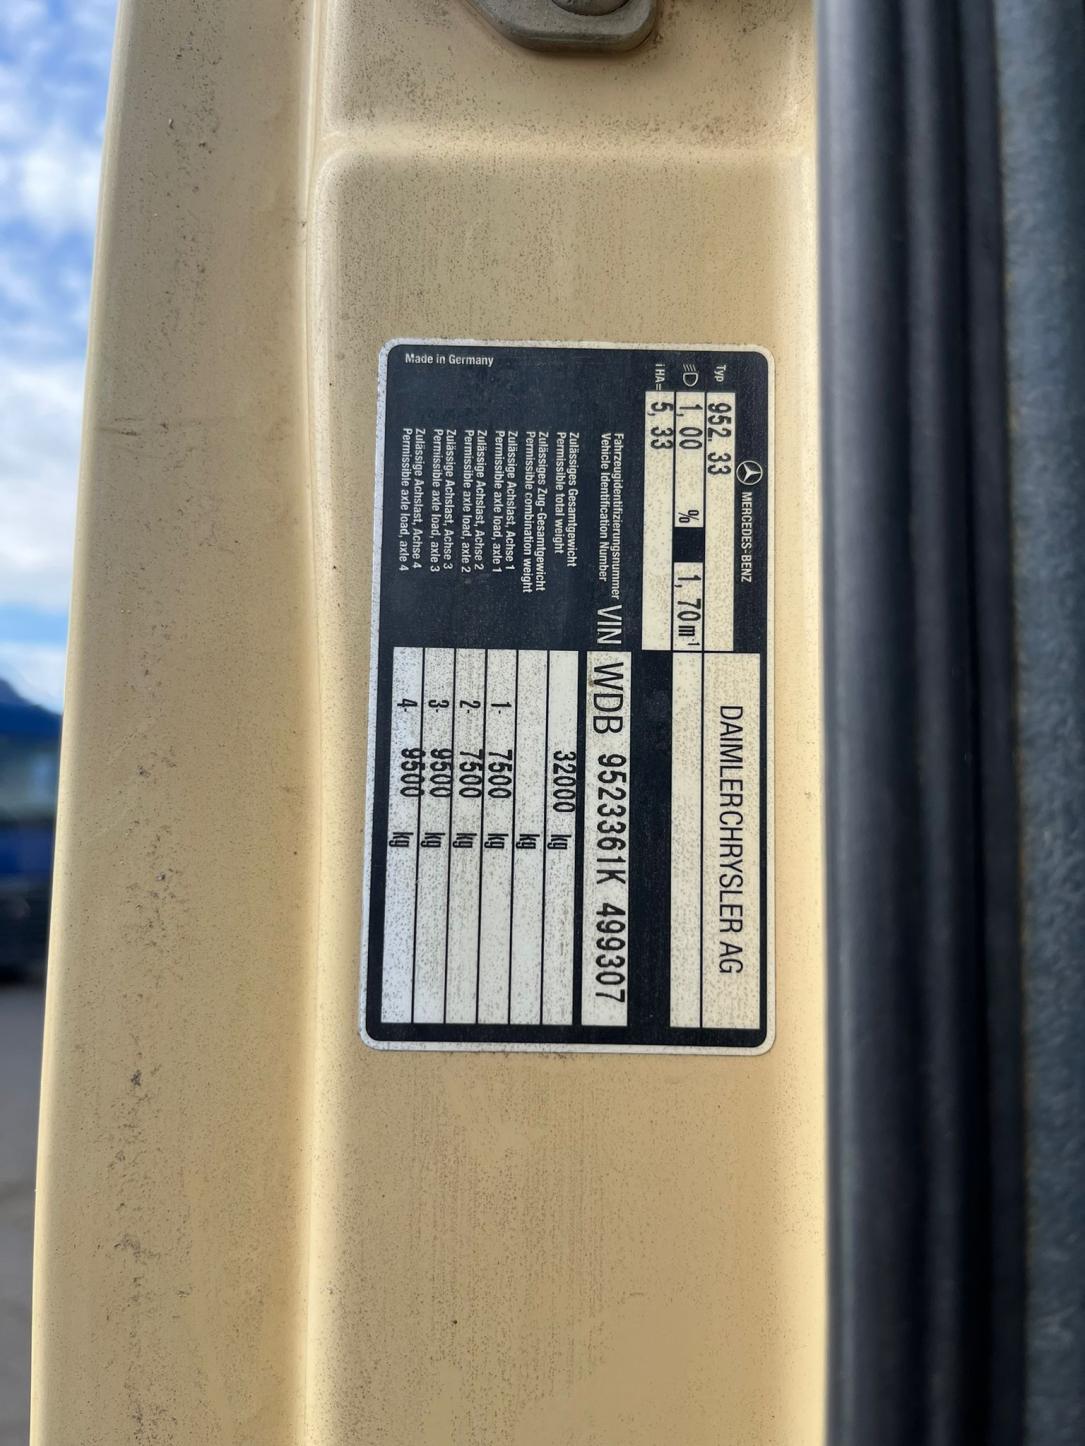 MERCEDES-BENZ
DAIMLERCHRYSLER AG
Typ 952. 33
1, 00 % 1, 70 m-1
iHA= 5, 33
Fahrzeugidentifizierungsnummer
Vehicle Identification Number VIN WDB 9523361K 499307
Zulässiges Gesamtgewicht
Permissible total weight 32000 kg
Zulässiges Zug-Gesamtgewicht
Permissible combination weight kg
Zulässige Achslast, Achse 1
Permissible axle load, axle 1 1- 7500 kg
Zulässige Achslast, Achse 2
Permissible axle load, axle 2 2- 7500 kg
Zulässige Achslast, Achse 3
Permissible axle load, axle 3 3- 9500 kg
Zulässige Achslast, Achse 4
Permissible axle load, axle 4 4- 9500 kg
Made in Germany